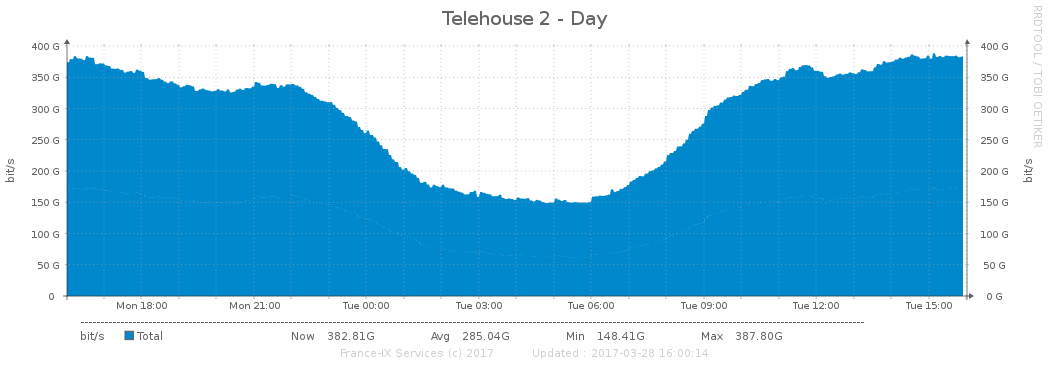 Telehouse 2 - Day
RRDTOOL / TOBI OETIKER
bit/s
400 G
350 G
300 G
250 G
200 G
150 G
100 G
50 G
0
400 G
350 G
300 G
250 G
200 G
150 G
100 G
50 G
0 G
bit/s
Mon 18:00 Mon 21:00 Tue 00:00 Tue 03:00 Tue 06:00 Tue 09:00 Tue 12:00 Tue 15:00
bit/s Total Now 382.81G Avg 285.04G Min 148.41G Max 387.80G
France-IX Services (c) 2017 Updated : 2017-03-28 16:00:14